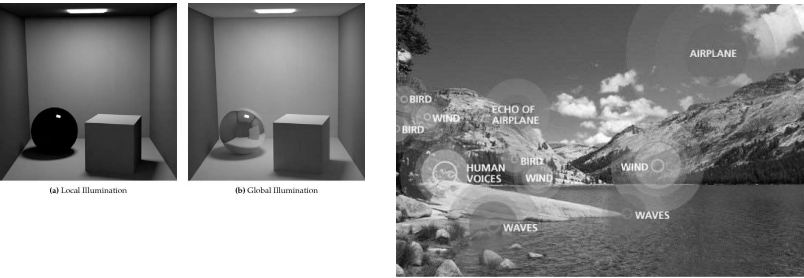 (a) Local Illumination
(b) Global Illumination
AIRPLANE
BIRD
ECHO OF
AIRPLANE
WIND
BIRD
BIRD
HUMAN
VOICES
WIND
WIND
WAVES
WAVES